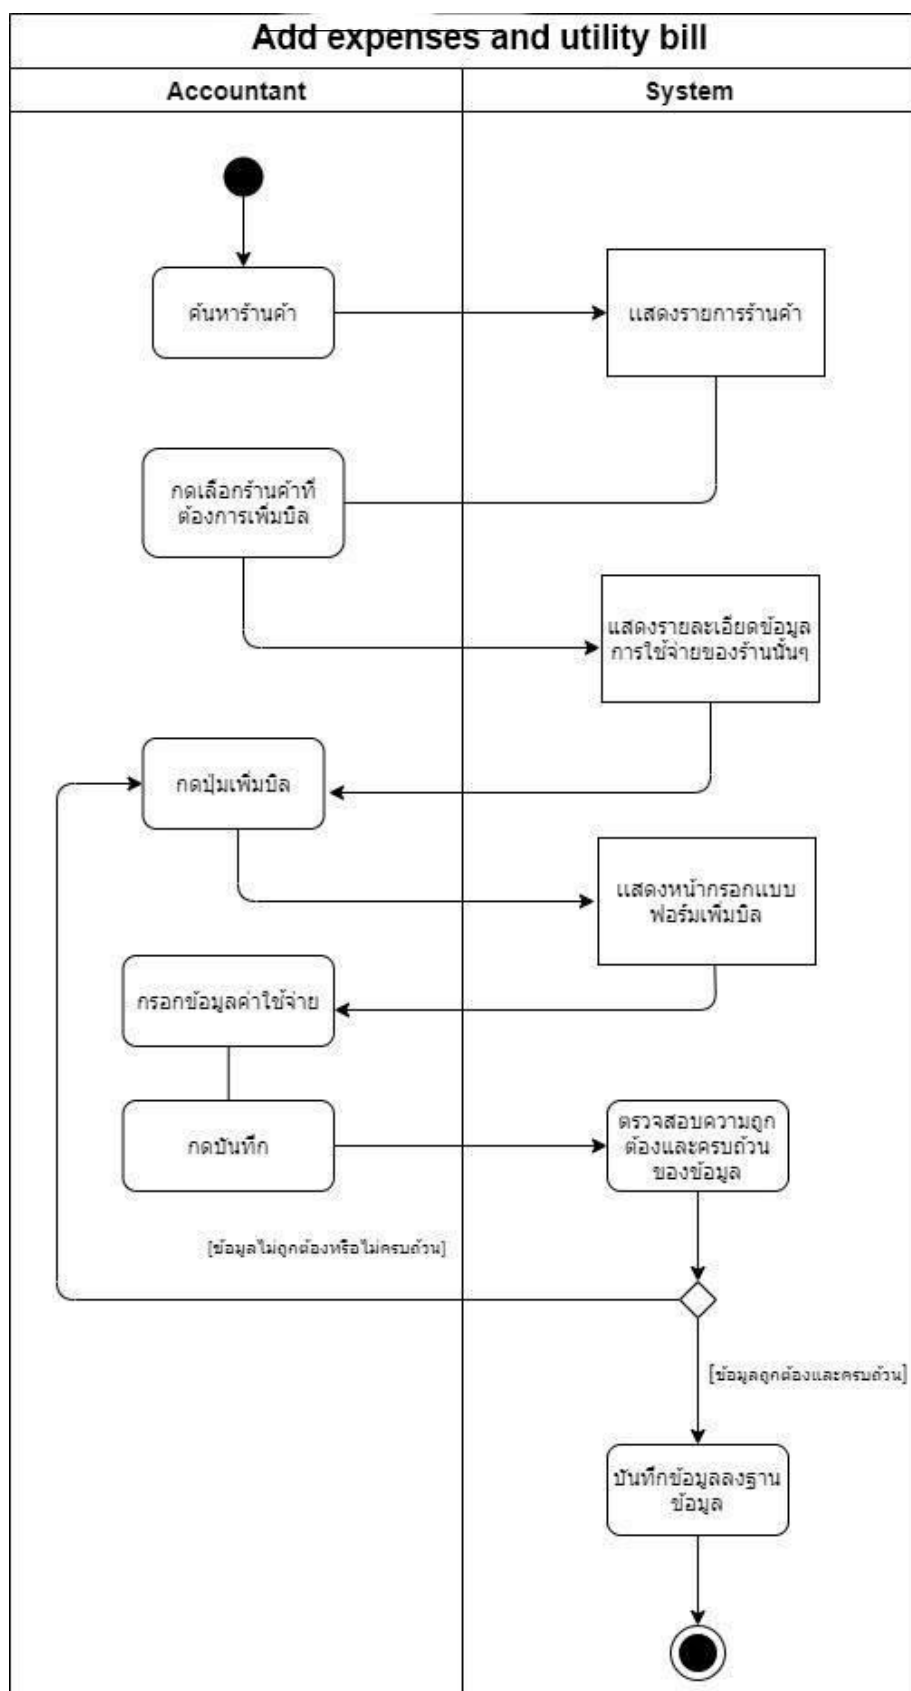 Add expenses and utility bill
Accountant
System
ค้นหาร้านค้า
แสดงรายการร้านค้า
กดเลือกร้านค้าที่
ต้องการเพิ่มบิล
แสดงรายละเอียดข้อมูล
การใช้จ่ายของร้านนั้นๆ
กดปุ่มเพิ่มบิล
แสดงหน้ากรอกแบบ
ฟอร์มเพิ่มบิล
กรอกข้อมูลค่าใช้จ่าย
กดบันทึก
ตรวจสอบความถูก
ต้องและครบถ้วน
ของข้อมูล
[ข้อมูลไม่ถูกต้องหรือไม่ครบถ้วน]
[ข้อมูลถูกต้องและครบถ้วน]
บันทึกข้อมูลลงฐาน
ข้อมูล